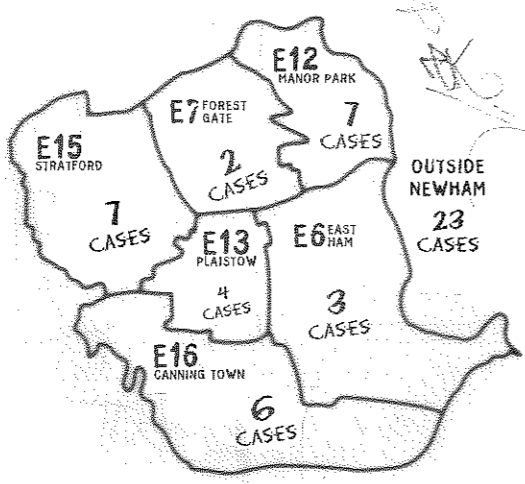 E12
MANOR PARK
7
CASES
E7 FOREST
GATE
2
CASES
E15
STRATFORD
7
CASES
OUTSIDE
NEWHAM
23
CASES
E13
PLAISTOW
4
CASES
E6 EAST
HAM
3
CASES
E16
CANNING TOWN
6
CASES